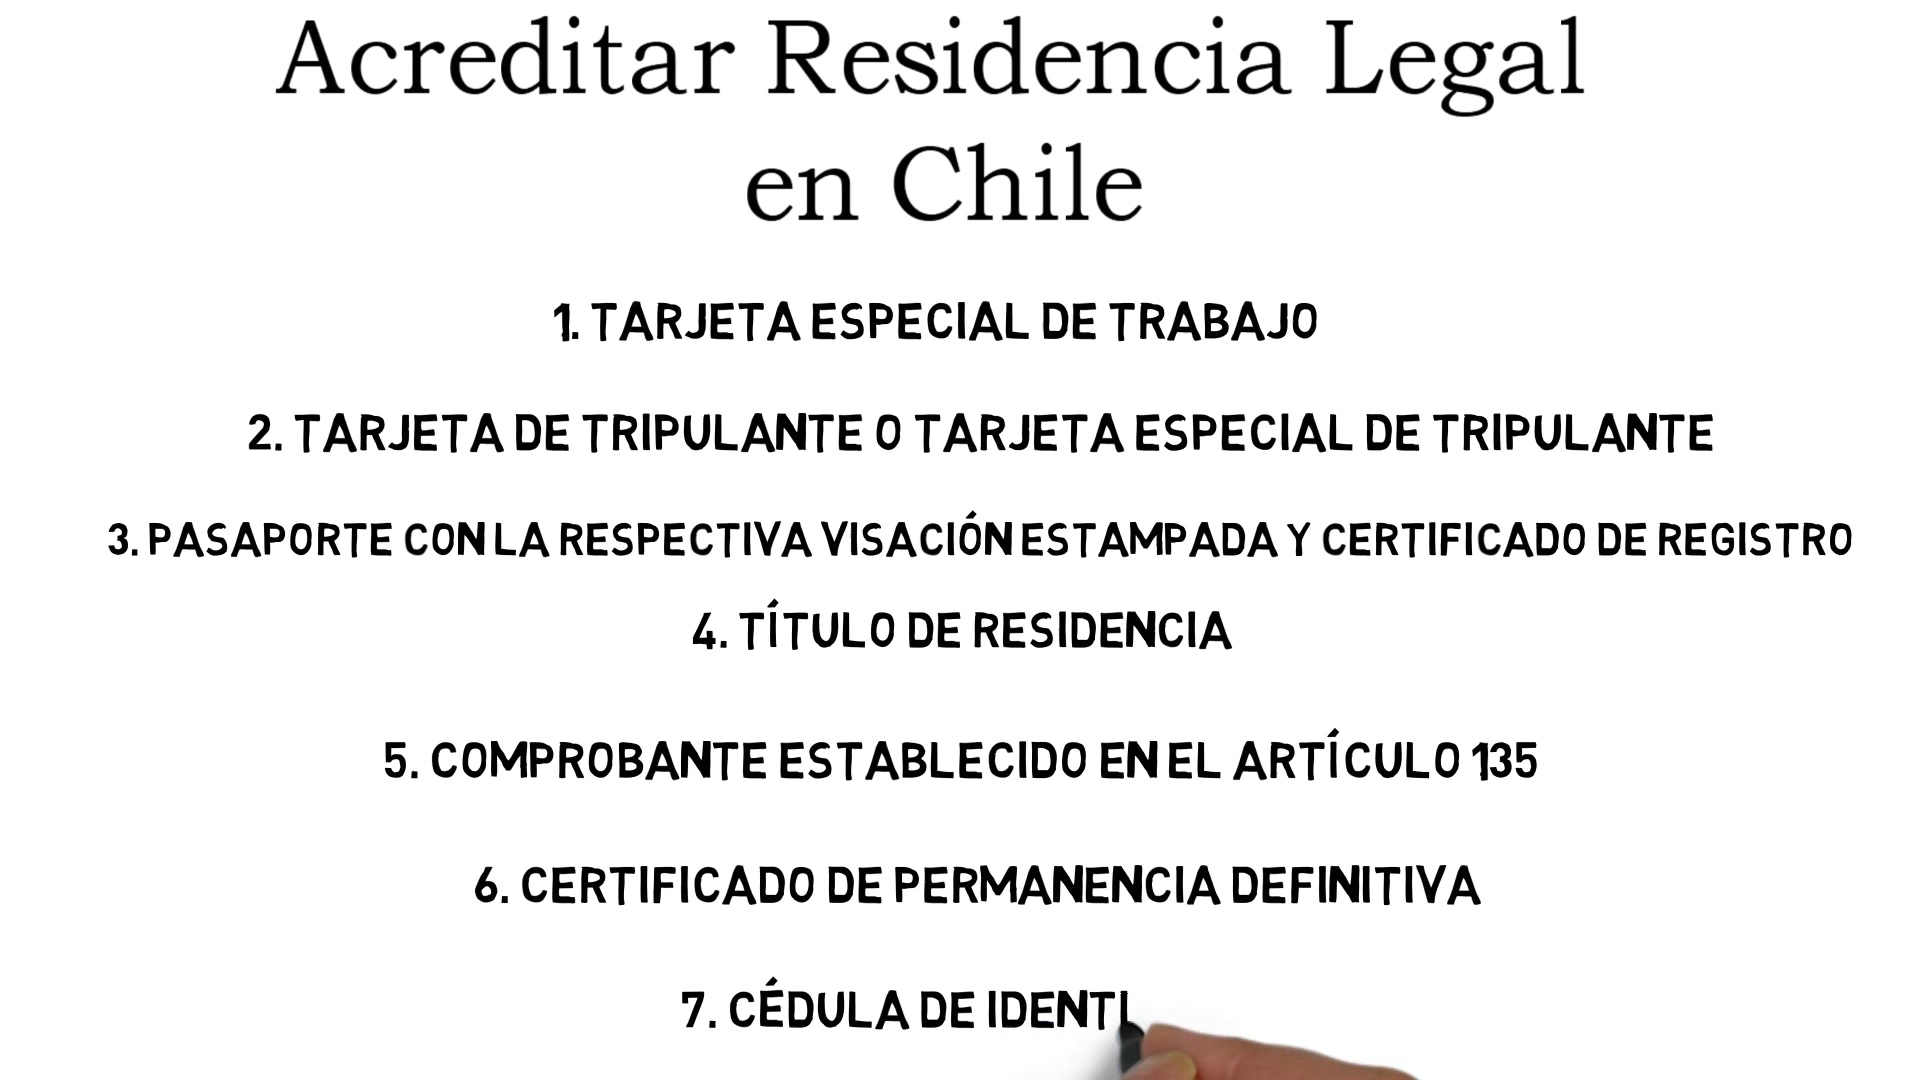 Acreditar Residencia Legal
en Chile
1. TARJETA ESPECIAL DE TRABAJO
2. TARJETA DE TRIPULANTE O TARJETA ESPECIAL DE TRIPULANTE
3. PASAPORTE CON LA RESPECTIVA VISACIÓN ESTAMPADA Y CERTIFICADO DE REGISTRO
4. TÍTULO DE RESIDENCIA
5. COMPROBANTE ESTABLECIDO EN EL ARTÍCULO 135
6. CERTIFICADO DE PERMANENCIA DEFINITIVA
7. CÉDULA DE IDENTI